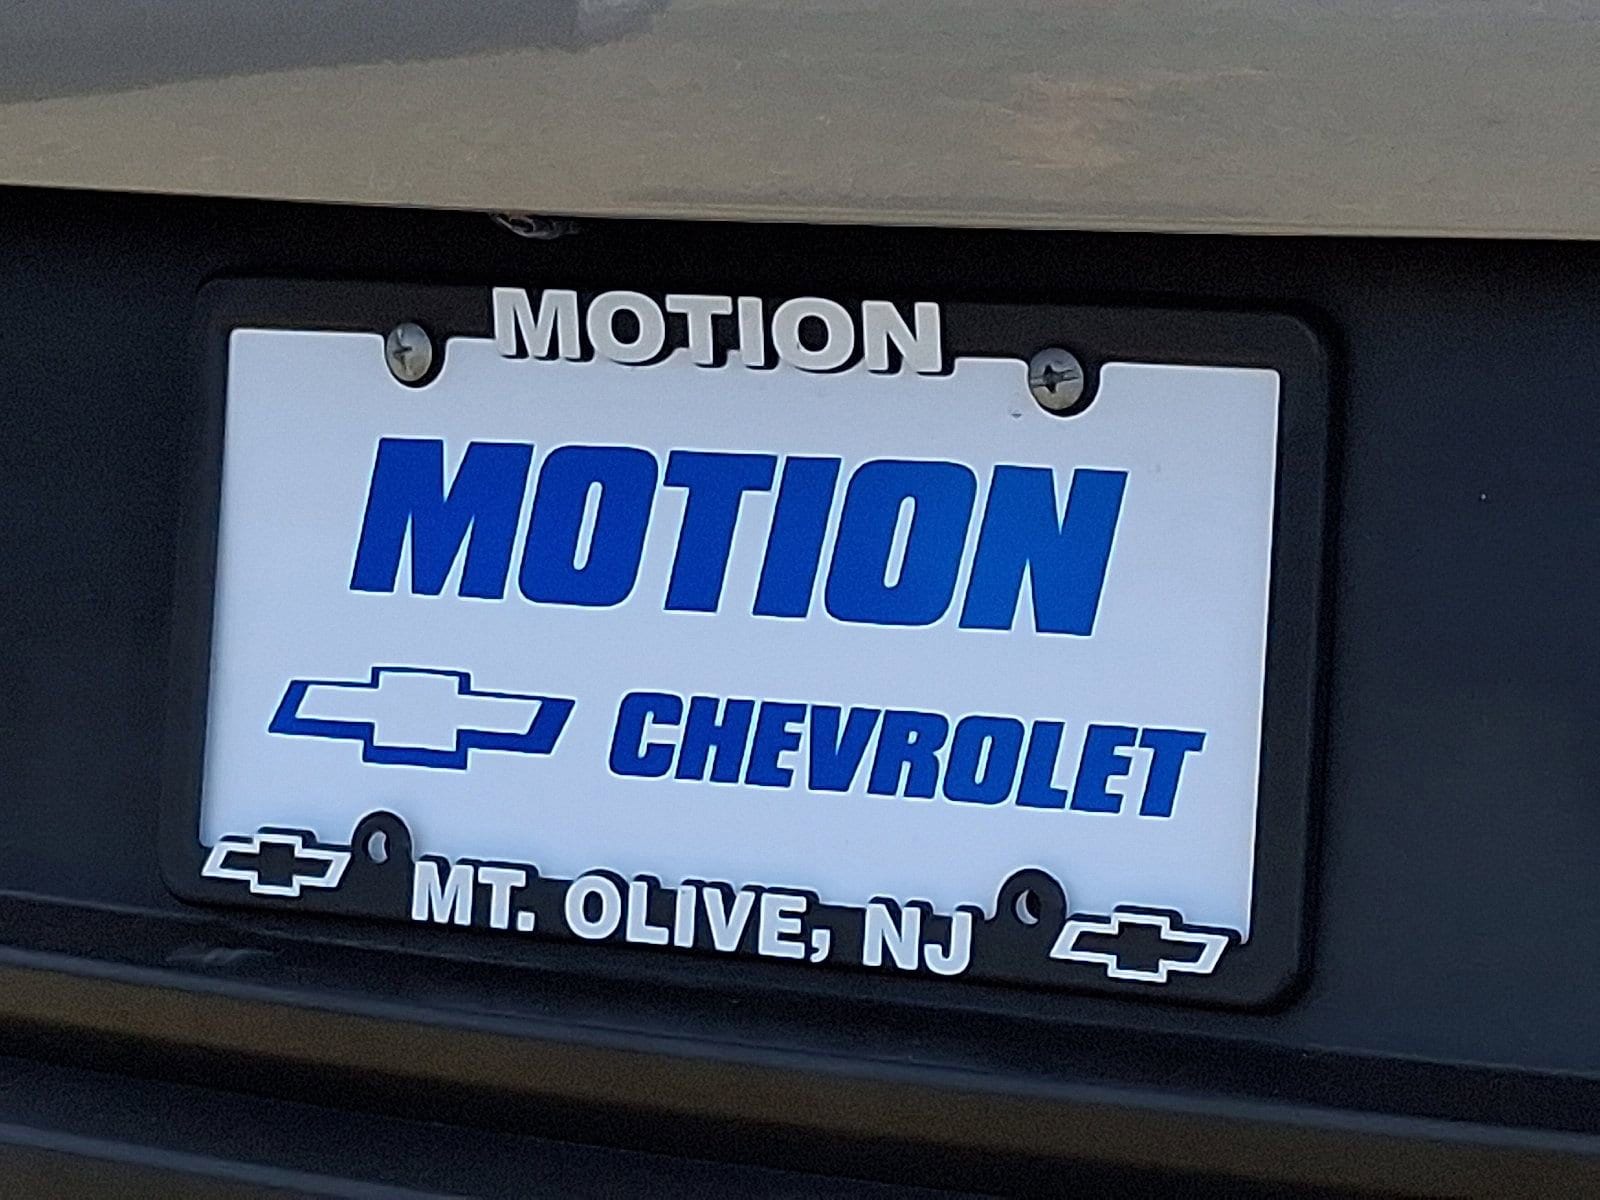 MOTION
MOTION
CHEVROLET
MT. OLIVE, NJ